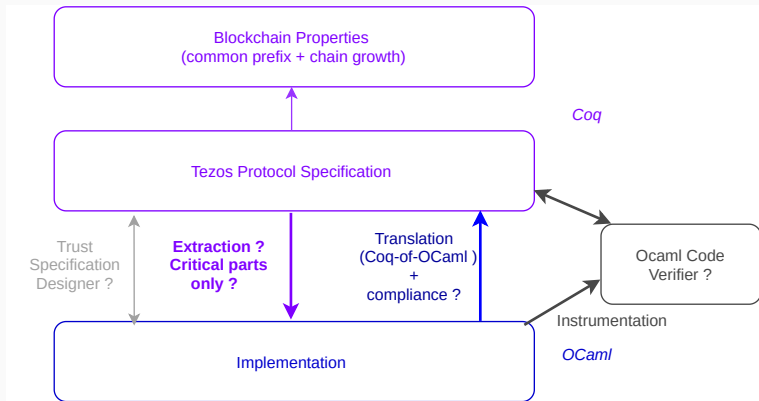 Blockchain Properties
(common prefix + chain growth)
Coq
Tezos Protocol Specification
Trust
Specification
Designer ?
Extraction ?
Critical parts
only ?
Translation
(Coq-of-OCaml )
+
compliance ?
Ocaml Code
Verifier ?
Instrumentation
Implementation
OCaml